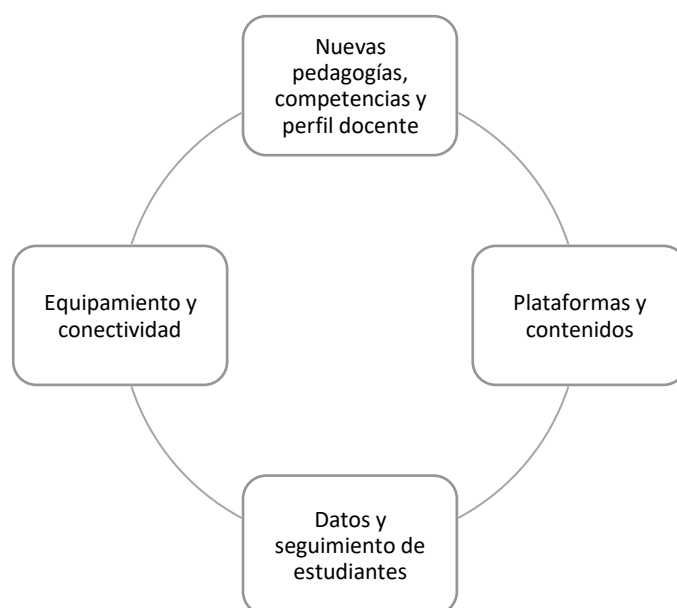 Nuevas
pedagogías,
competencias y
perfil docente
Equipamiento y
conectividad
Plataformas y
contenidos
Datos y
seguimiento de
estudiantes